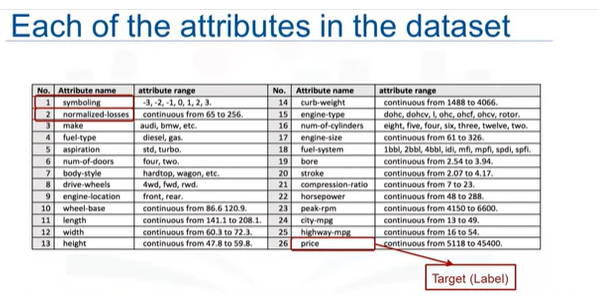 Each of the attributes in the dataset
No. Attribute name attribute range No. Attribute name attribute range
1 symboling -3, -2, -1, 0, 1, 2, 3. 14 curb-weight continuous from 1488 to 4066.
2 normalized-losses continuous from 65 to 256. 15 engine-type dohc, dohcv, l, ohc, ohcf, ohcv, rotor.
3 make audi, bmw, etc. 16 num-of-cylinders eight, five, four, six, three, twelve, two.
4 fuel-type diesel, gas. 17 engine-size continuous from 61 to 326.
5 aspiration std, turbo. 18 fuel-system 1bbl, 2bbl, 4bbl, idi, mfi, mpfi, spdi, spfi.
6 num-of-doors four, two. 19 bore continuous from 2.54 to 3.94.
7 body-style hardtop, wagon, etc. 20 stroke continuous from 2.07 to 4.17.
8 drive-wheels 4wd, fwd, rwd. 21 compression-ratio continuous from 7 to 23.
9 engine-location front, rear. 22 horsepower continuous from 48 to 288.
10 wheel-base continuous from 86.6 120.9. 23 peak-rpm continuous from 4150 to 6600.
11 length continuous from 141.1 to 208.1. 24 city-mpg continuous from 13 to 49.
12 width continuous from 60.3 to 72.3. 25 highway-mpg continuous from 16 to 54.
13 height continuous from 47.8 to 59.8. 26 price continuous from 5118 to 45400.
Target (Label)